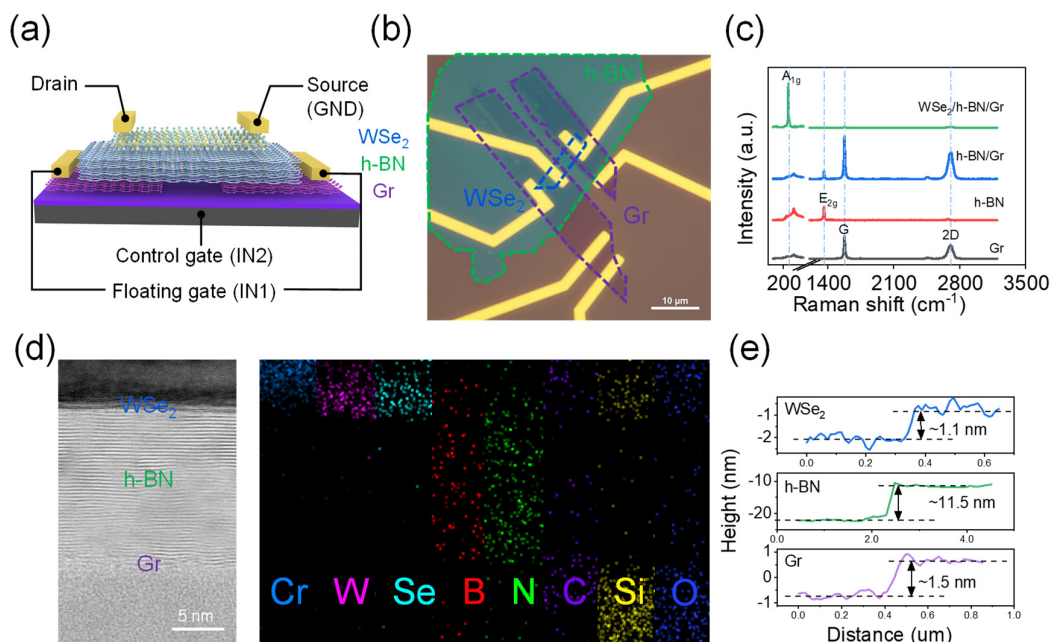 (a)
Drain
Source
(GND)
WSe2
h-BN
Gr
Control gate (IN2)
Floating gate (IN1)
(b)
h-BN
WSe2
Gr
10 μm
(c)
Intensity (a.u.)
A1g
WSe2/h-BN/Gr
h-BN/Gr
E2g
h-BN
G
2D
Gr
200 1400 2100 2800 3500
Raman shift (cm-1)
(d)
WSe2
h-BN
Gr
5 nm
Cr W Se B N C Si O
(e)
Height (nm)
WSe2
-1
-2
~1.1 nm
0.0 0.2 0.4 0.6
h-BN
-10
-20
~11.5 nm
2.0 4.0
Gr
1
0
-1
~1.5 nm
0.0 0.2 0.4 0.6 0.8 1.0
Distance (um)